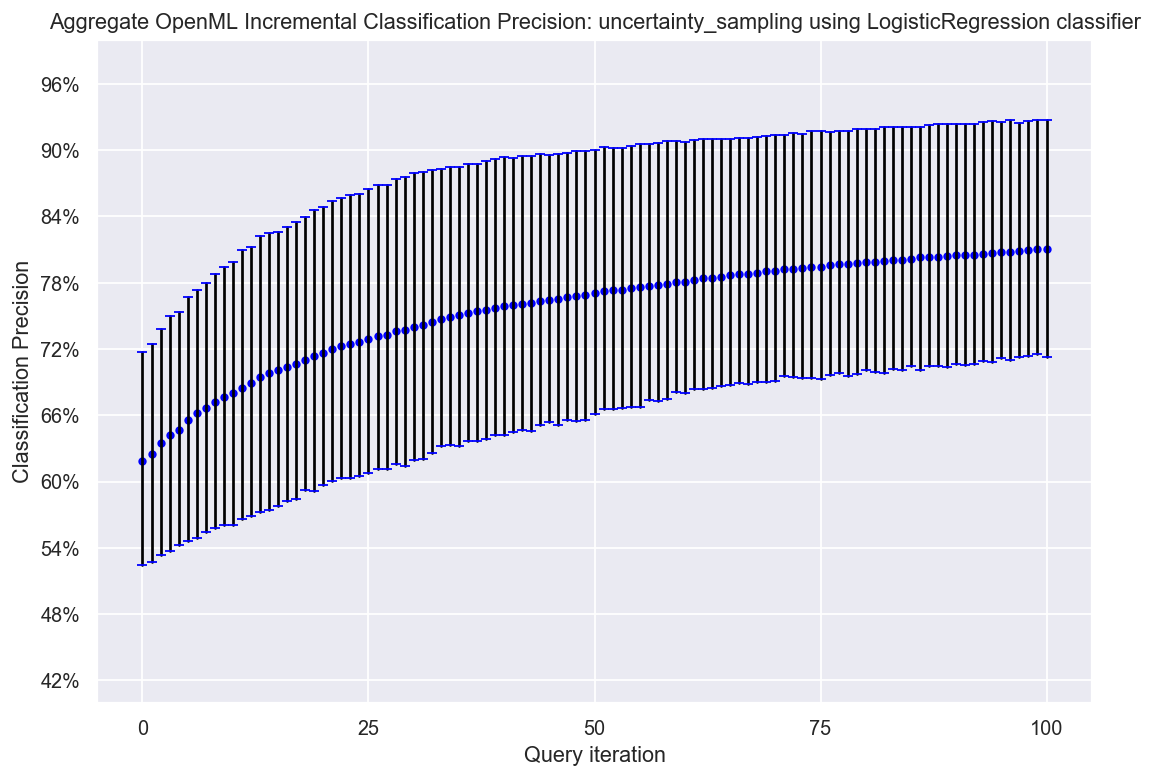 Aggregate OpenML Incremental Classification Precision: uncertainty_sampling using LogisticRegression classifier
96%
90%
84%
78%
72%
66%
60%
54%
48%
42%
Classification Precision
0 25 50 75 100
Query iteration